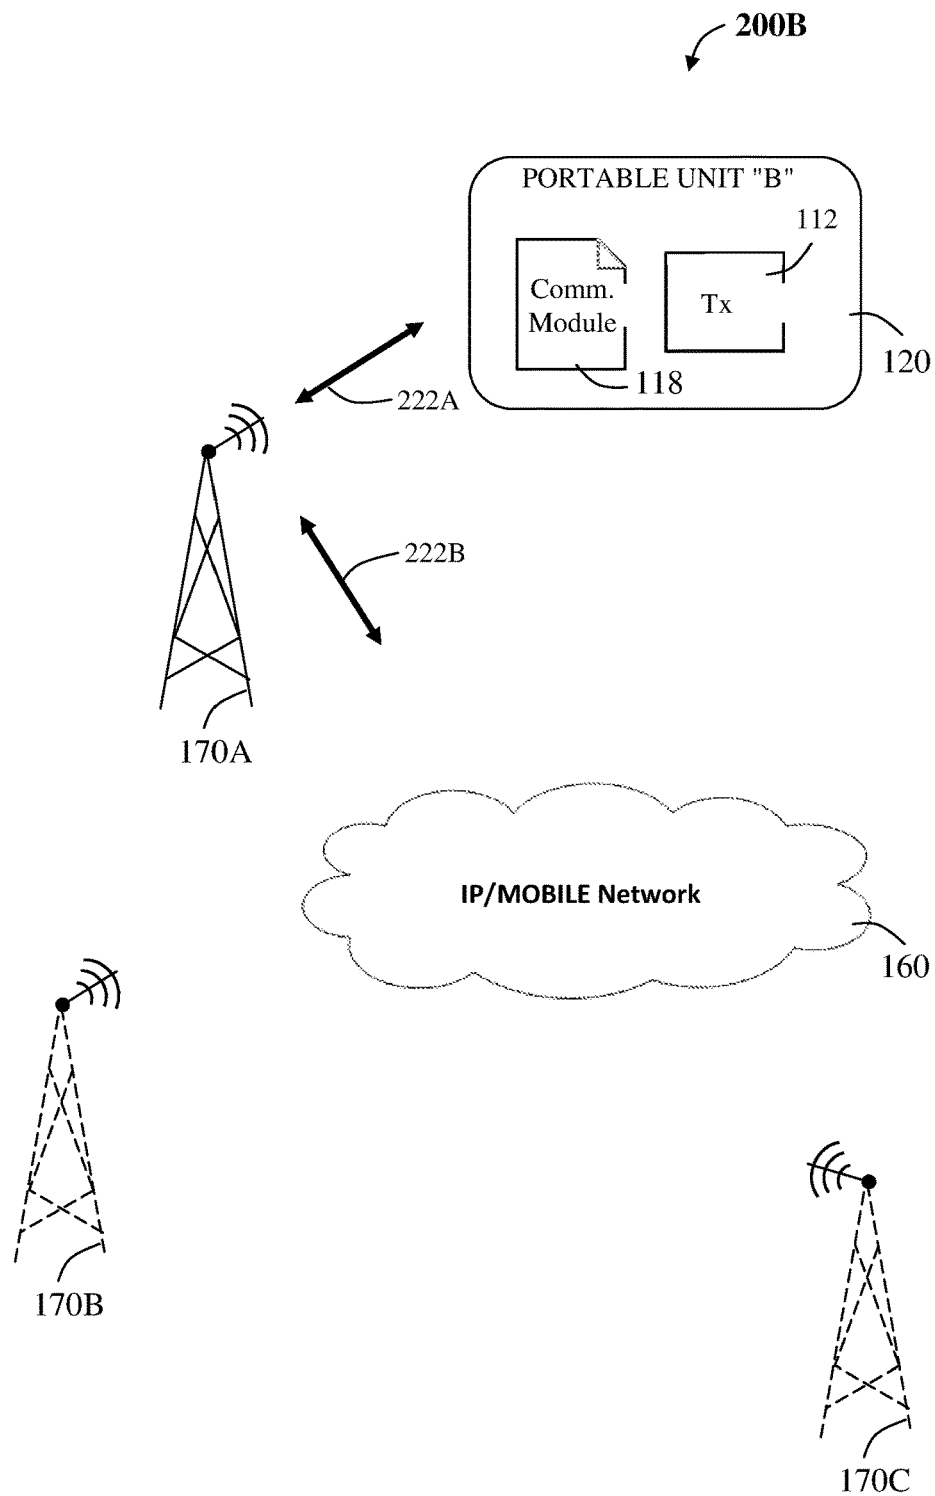 200B
PORTABLE UNIT "B"
112
Comm.
Module
Tx
120
118
222A
222B
170A
IP/MOBILE Network
160
170B
170C